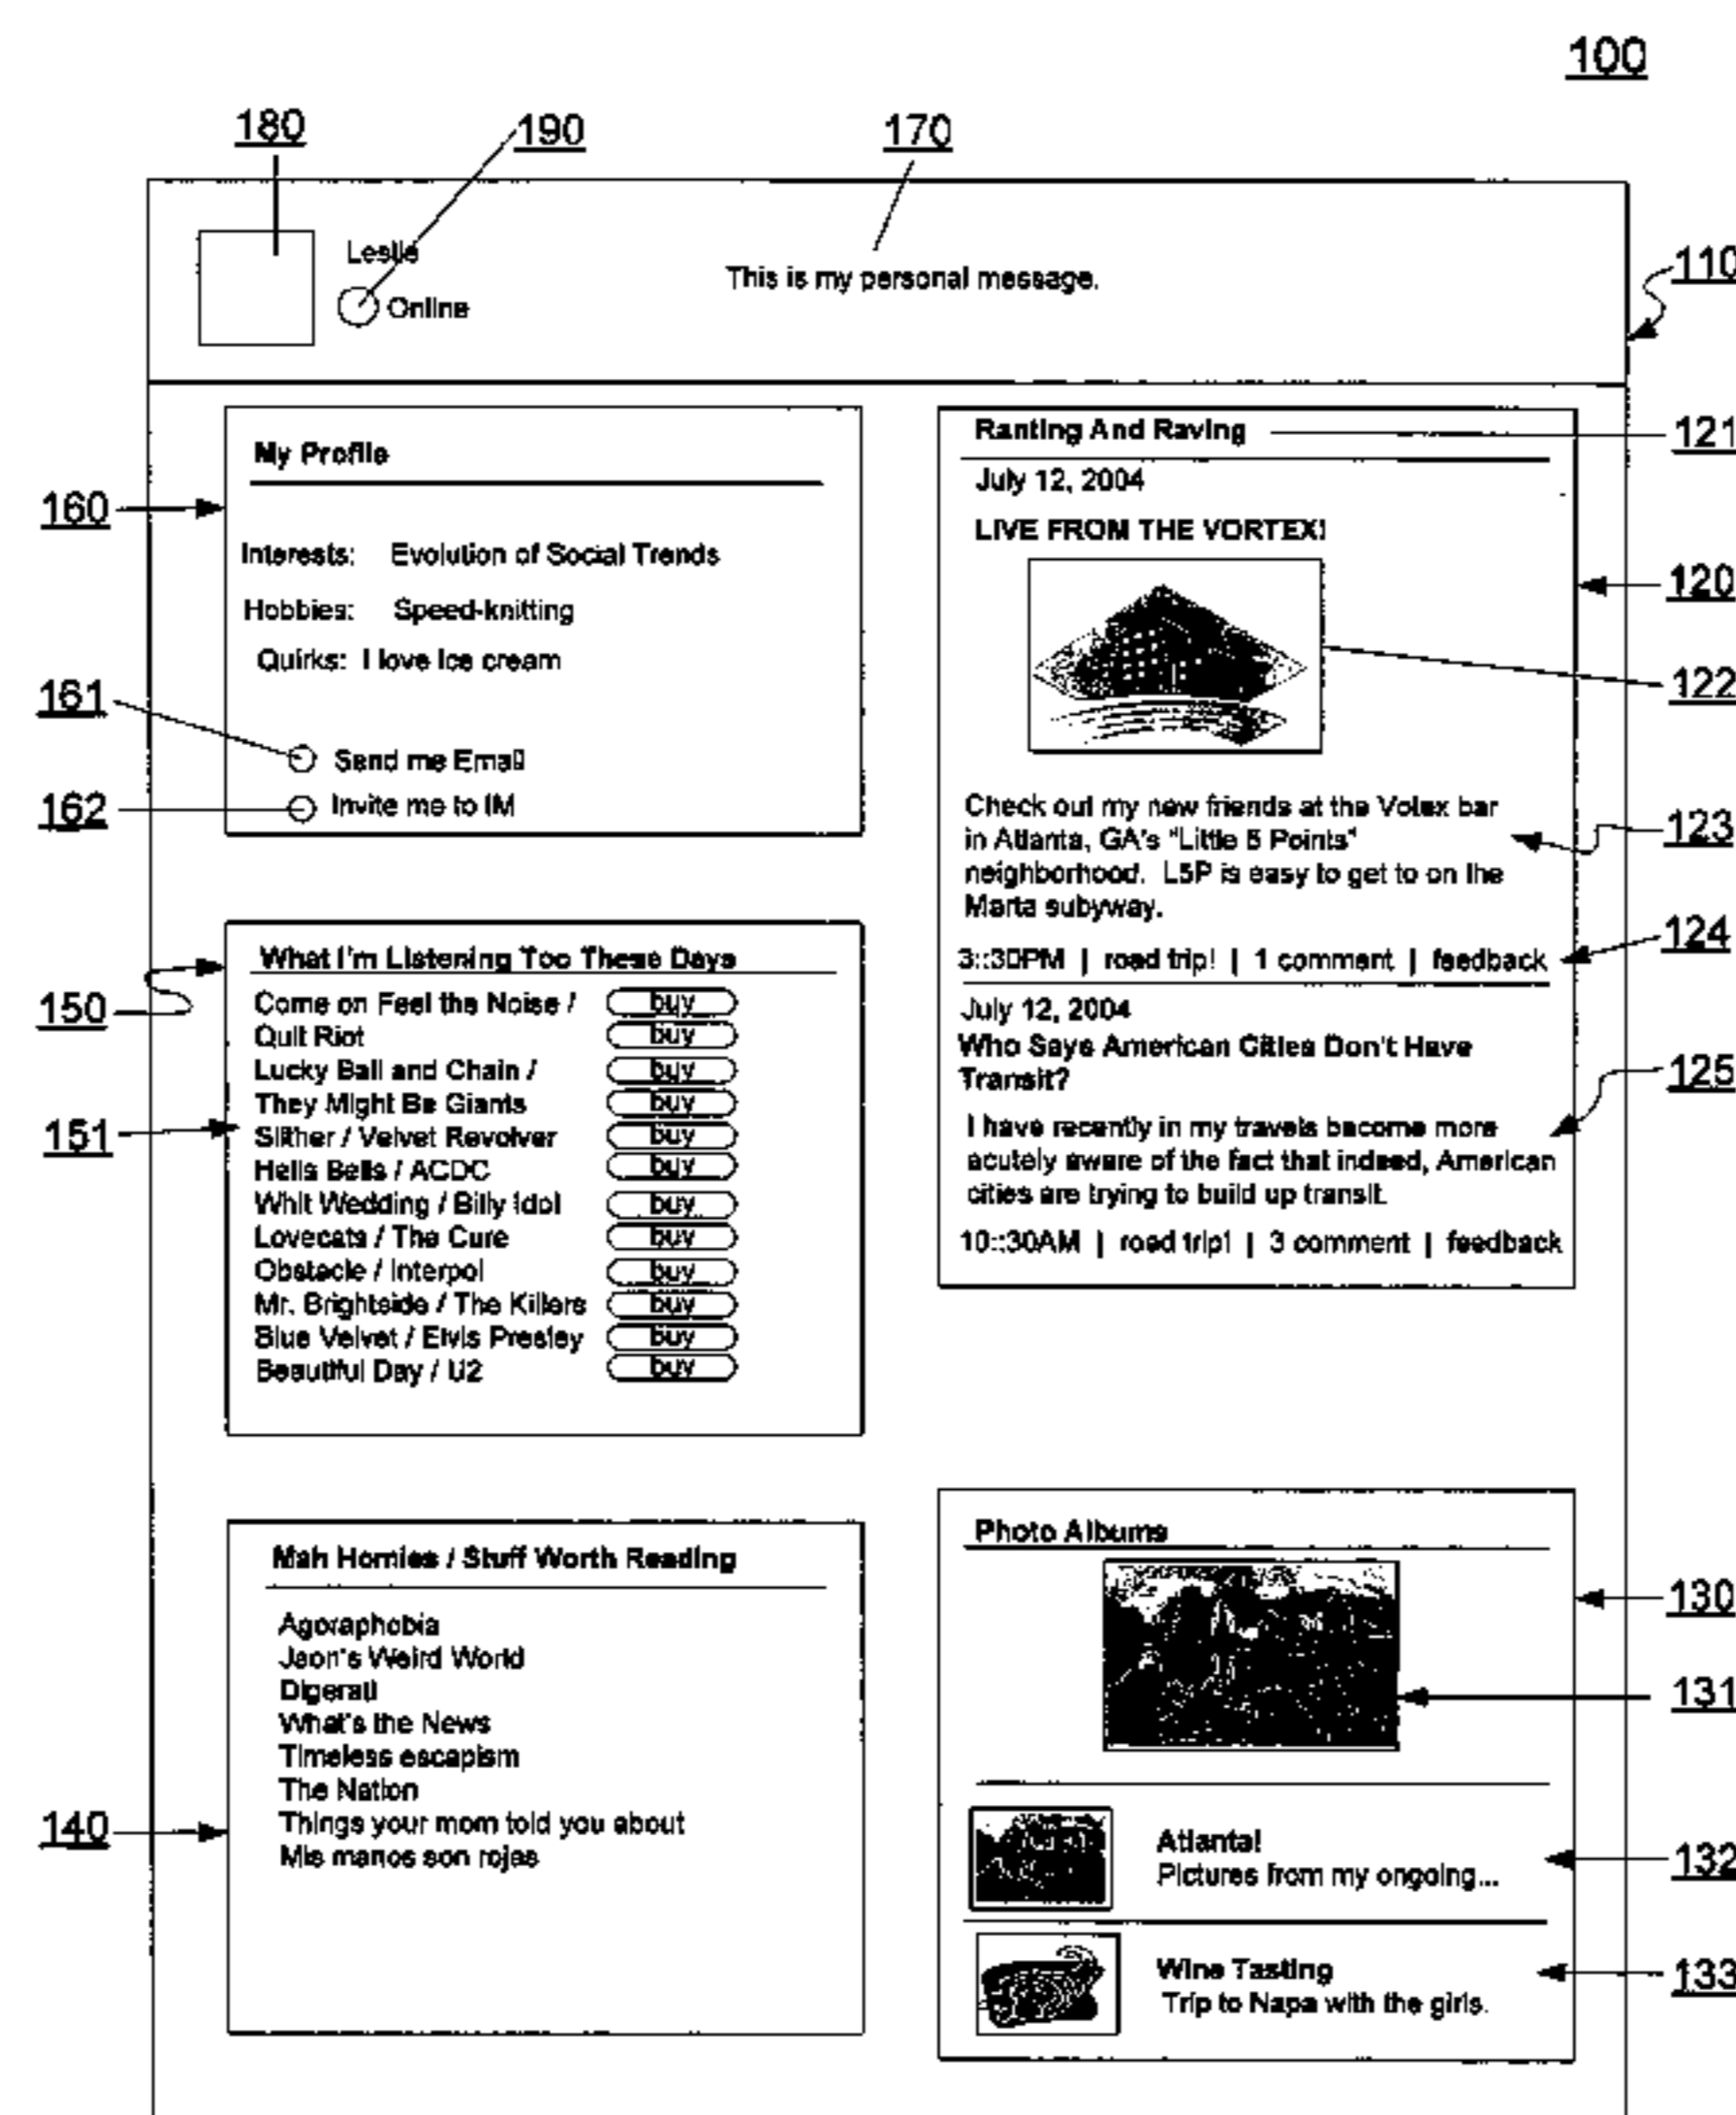 100
180
190
170
110
Leslie
Online
This is my personal message.
My Profile
160
Interests: Evolution of Social Trends
Hobbies: Speed-knitting
Quirks: I love ice cream
161
Send me Email
162
Invite me to IM
Ranting And Raving
121
July 12, 2004
LIVE FROM THE VORTEX!
120
122
Check out my new friends at the Votex bar
in Atlanta, GA's "Little 5 Points"
neighborhood. L5P is easy to get to on the
Marta subyway.
123
124
3::30PM | road trip! | 1 comment | feedback
July 12, 2004
Who Says American Cities Don't Have
Transit?
125
I have recently in my travels become more
acutely aware of the fact that indeed, American
cities are trying to build up transit.
10::30AM | road trip! | 3 comment | feedback
What I'm Listening Too These Days
150
Come on Feel the Noise / buy
Quit Riot buy
Lucky Ball and Chain / buy
They Might Be Giants buy
151
Slither / Velvet Revolver buy
Hells Bells / ACDC buy
Whit Wedding / Billy Idol buy
Lovecats / The Cure buy
Obstacle / Interpol buy
Mr. Brightside / The Killers buy
Blue Velvet / Elvis Presley buy
Beautiful Day / U2 buy
Mah Homies / Stuff Worth Reading
Agoraphobia
Jaon's Weird World
Digerati
What's the News
Timeless escapism
The Nation
Things your mom told you about
Mis manos son rojas
140
Photo Albums
130
131
Atlanta!
Pictures from my ongoing...
132
Wine Tasting
Trip to Napa with the girls.
133